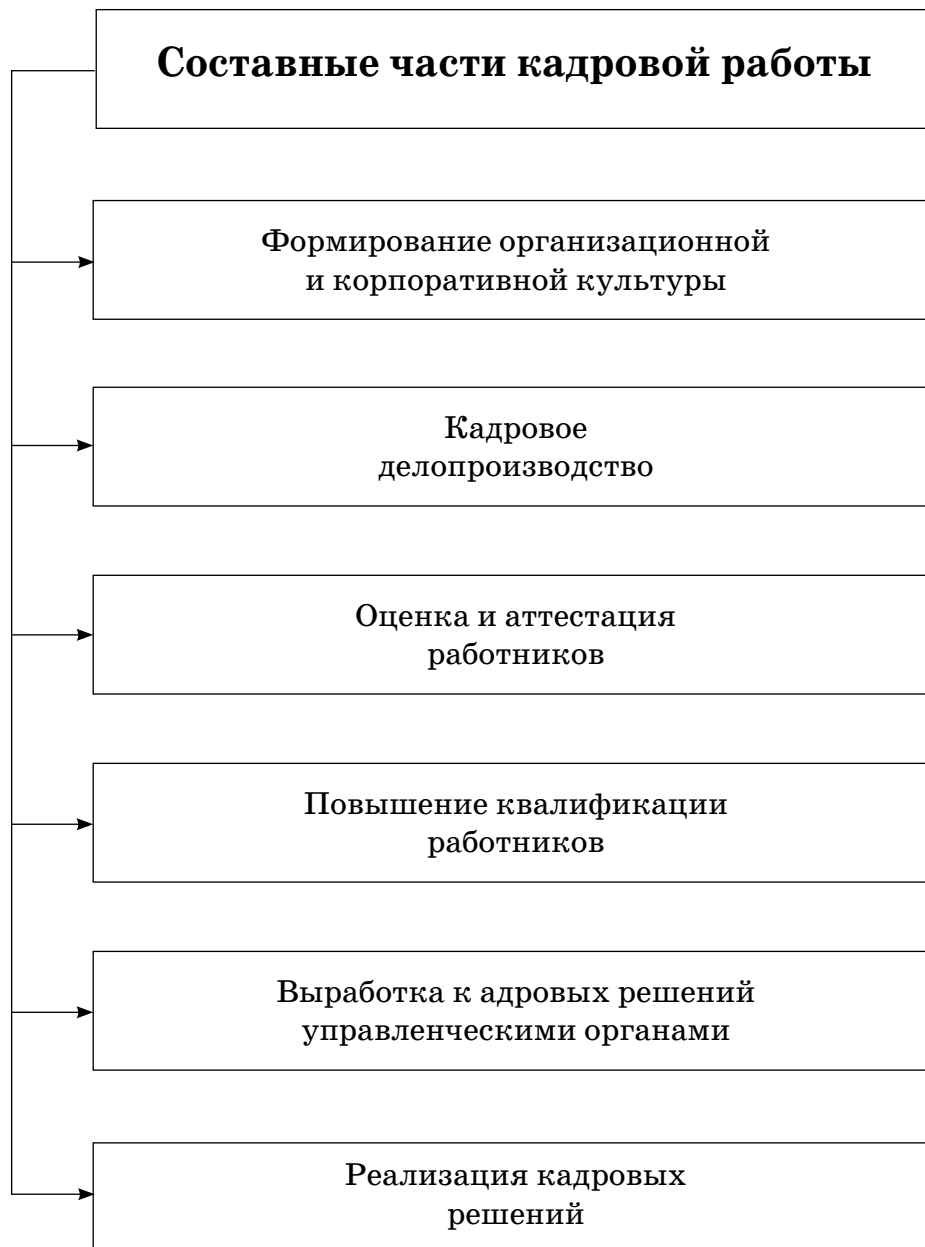 Составные части кадровой работы
Формирование организационной
и корпоративной культуры
Кадровое
делопроизводство
Оценка и аттестация
работников
Повышение квалификации
работников
Выработка к адровых решений
управленческими органами
Реализация кадровых
решений